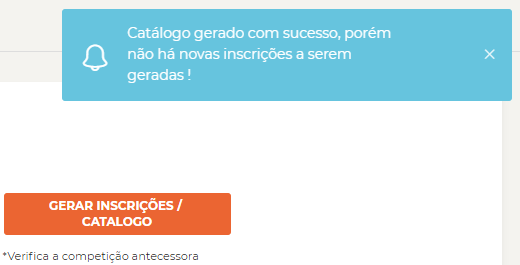 Catálogo gerado com sucesso, porém
não há novas inscrições a serem
geradas !
GERAR INSCRIÇÕES /
CATALOGO
*Verifica a competição antecessora